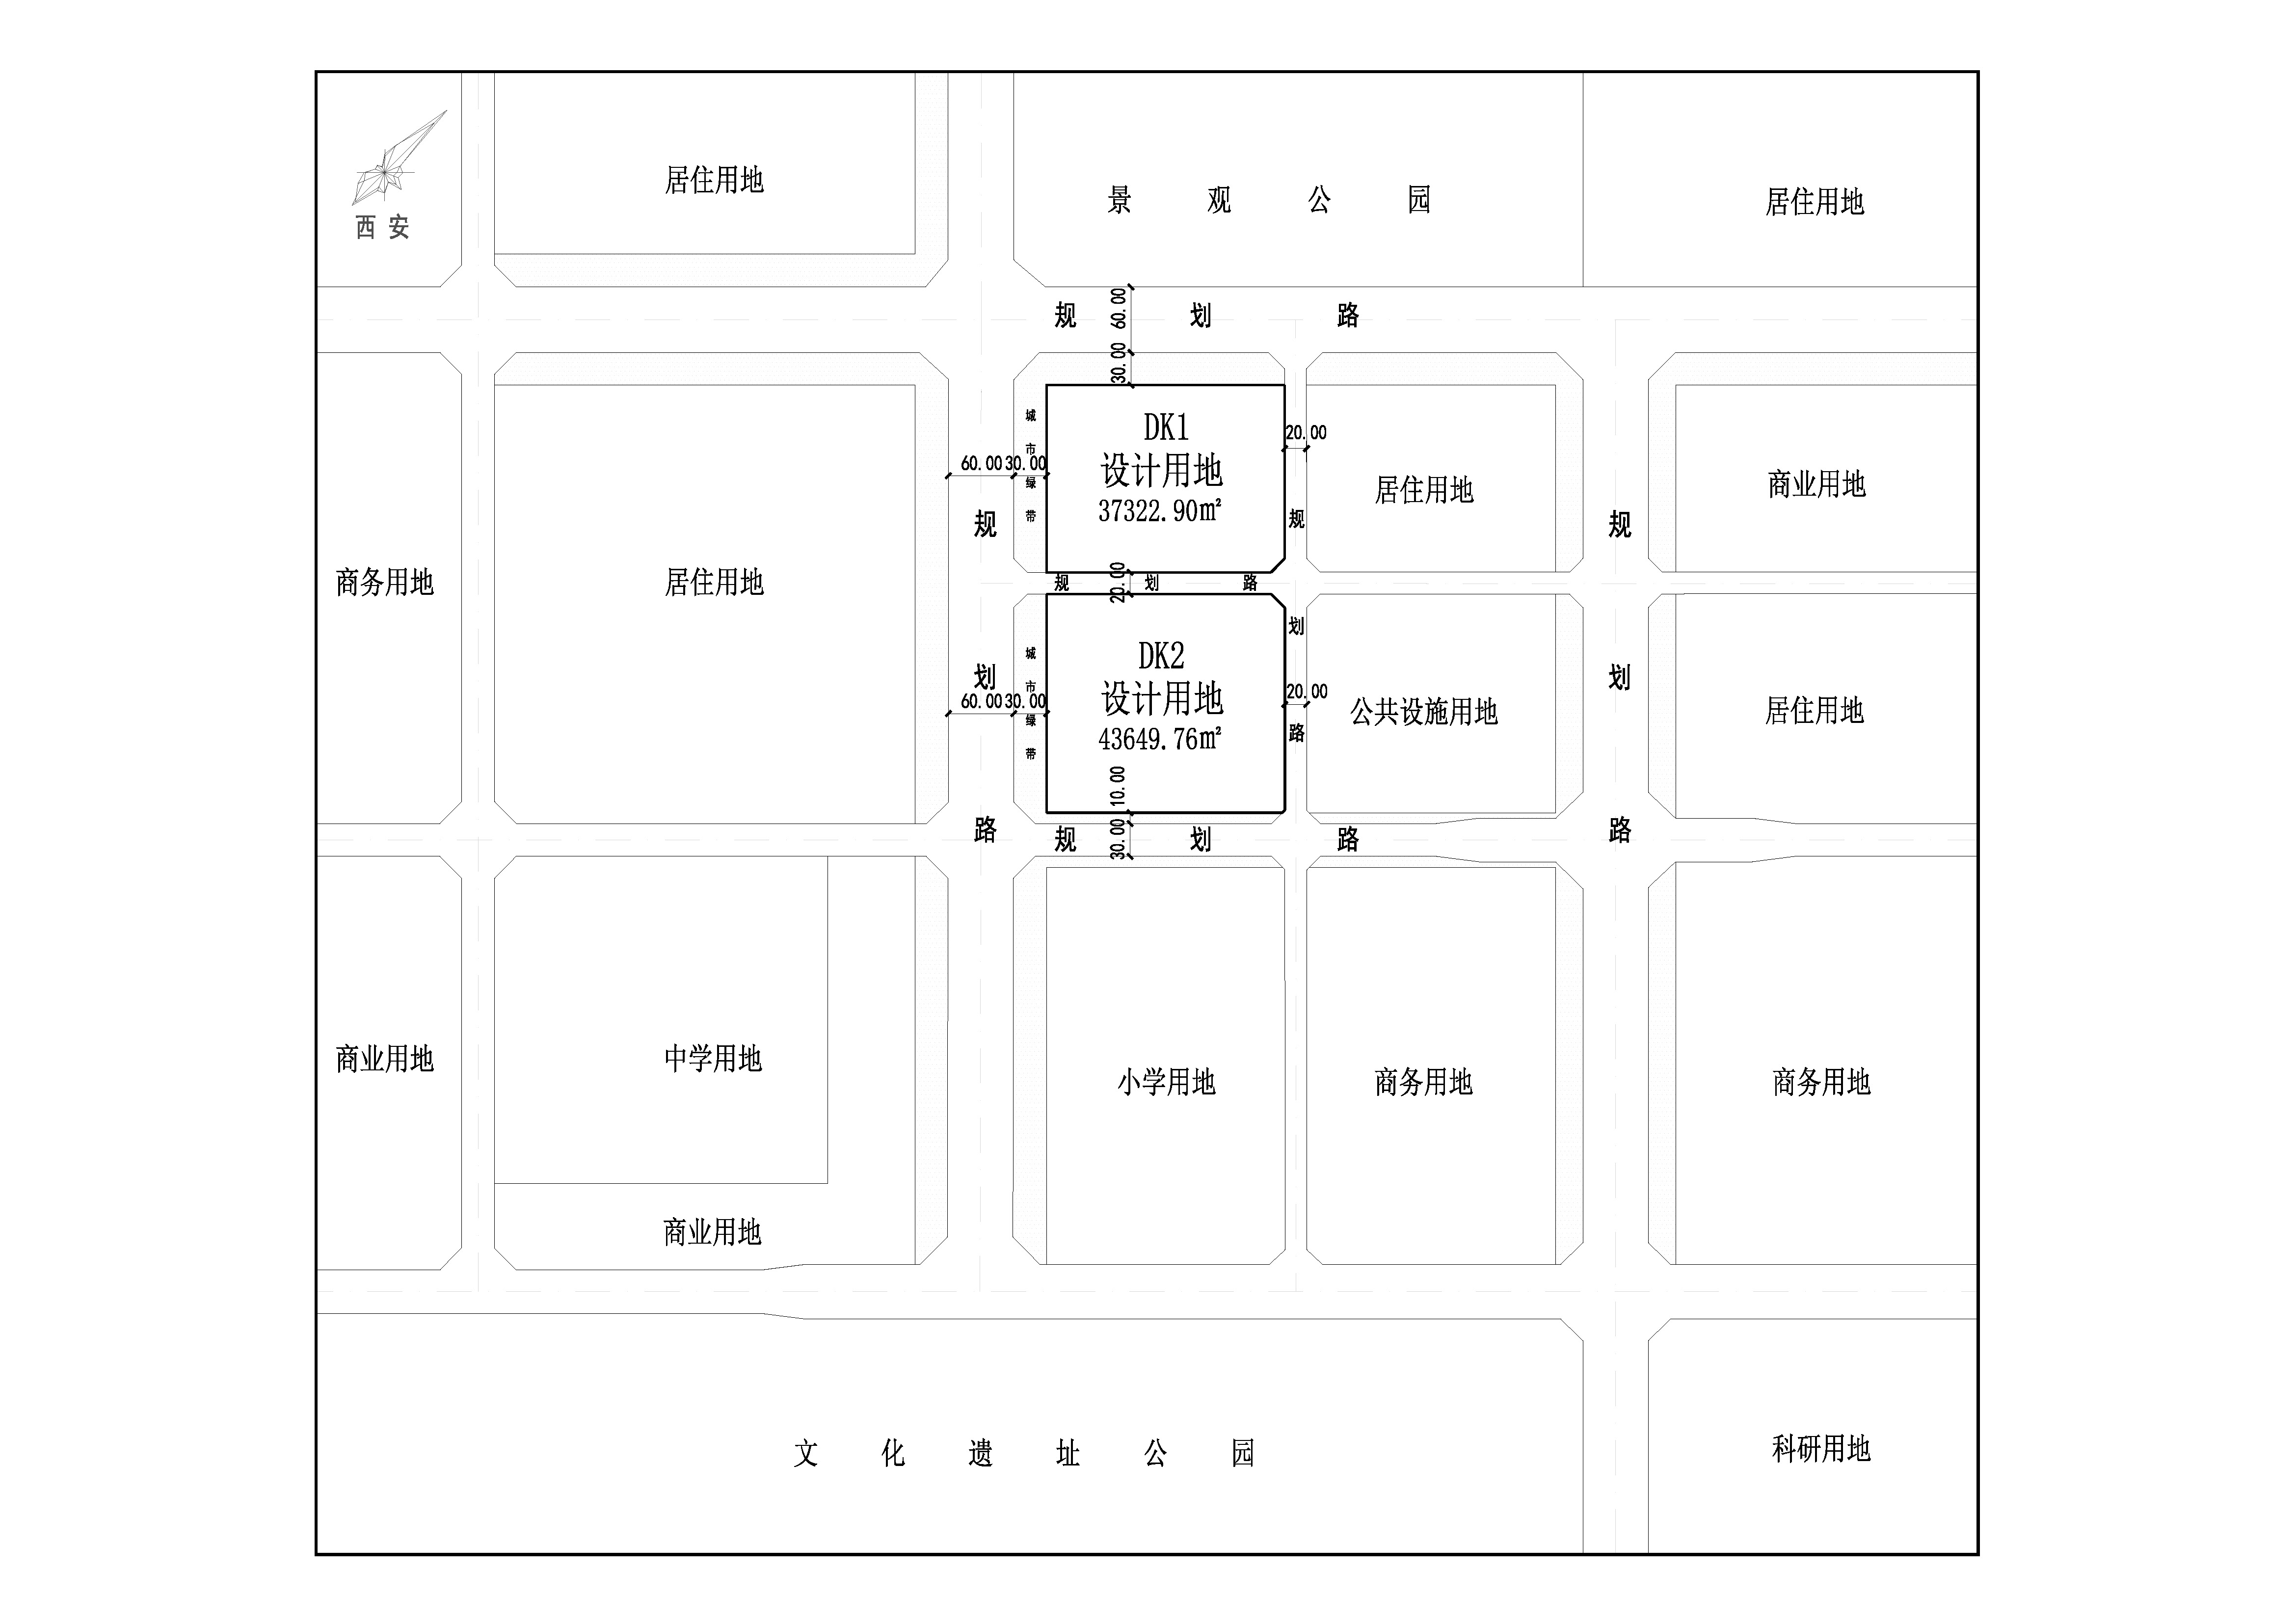 西安
居住用地
景观公园
居住用地
规划路
60.00
30.00
城市绿带
60.00
30.00
DK1
设计用地
37322.90㎡
20.00
居住用地
商业用地
商务用地
居住用地
规划路
20.00
规划路
规划路
规划路
城市绿带
60.00
30.00
DK2
设计用地
43649.76㎡
20.00
公共设施用地
居住用地
10.00
30.00
规划路
商业用地
中学用地
小学用地
商务用地
商务用地
商业用地
文化遗址公园
科研用地